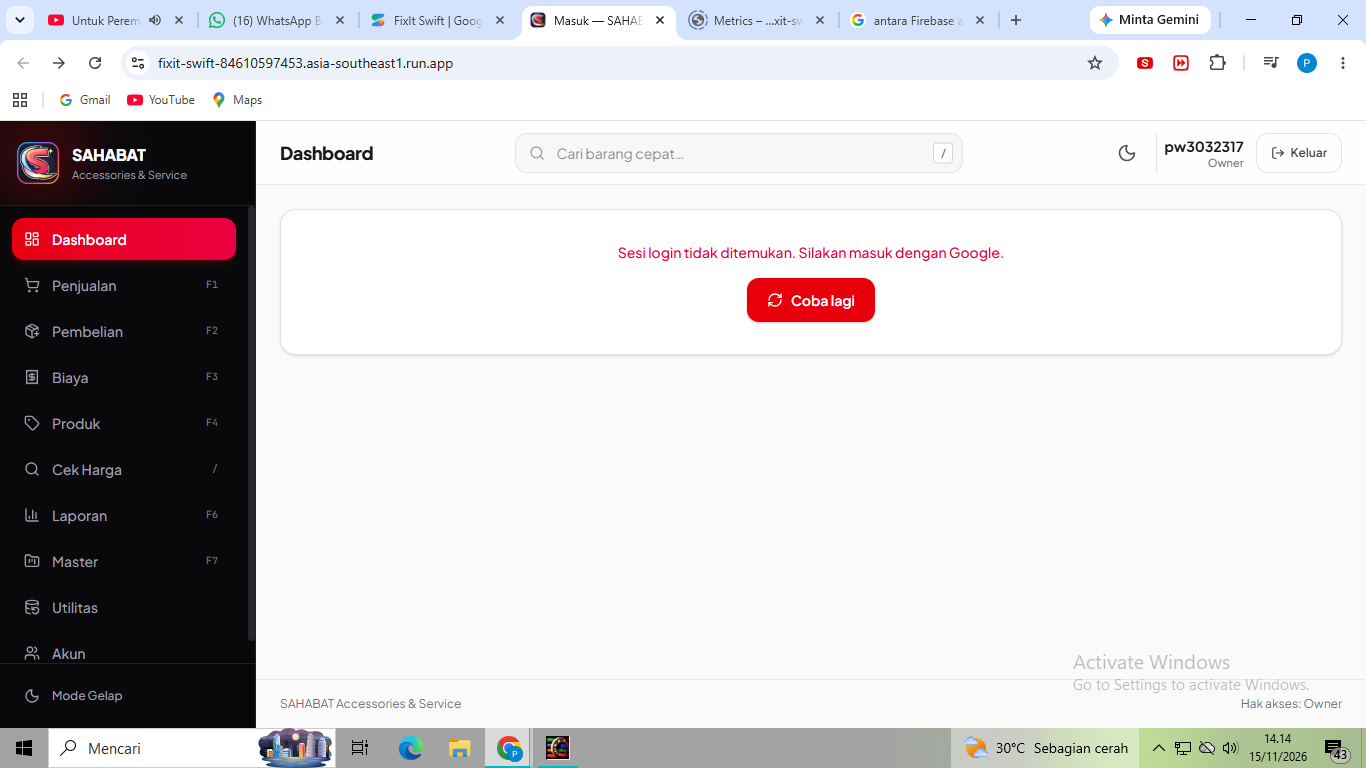 Untuk Perem
(16) WhatsApp B
FixIt Swift | Goog
Masuk — SAHAB
Metrics – ...xit-sw
antara Firebase a
Minta Gemini
fixit-swift-84610597453.asia-southeast1.run.app
P
Gmail
YouTube
Maps
SAHABAT
Accessories & Service
Dashboard
Cari barang cepat...
/
pw3032317
Owner
Keluar
Dashboard
Penjualan F1
Pembelian F2
Biaya F3
Produk F4
Cek Harga /
Laporan F6
Master F7
Utilitas
Akun
Mode Gelap
Sesi login tidak ditemukan. Silakan masuk dengan Google.
Coba lagi
Activate Windows
Go to Settings to activate Windows.
SAHABAT Accessories & Service
Hak akses: Owner
Mencari
30°C Sebagian cerah
14.14
15/11/2026
43